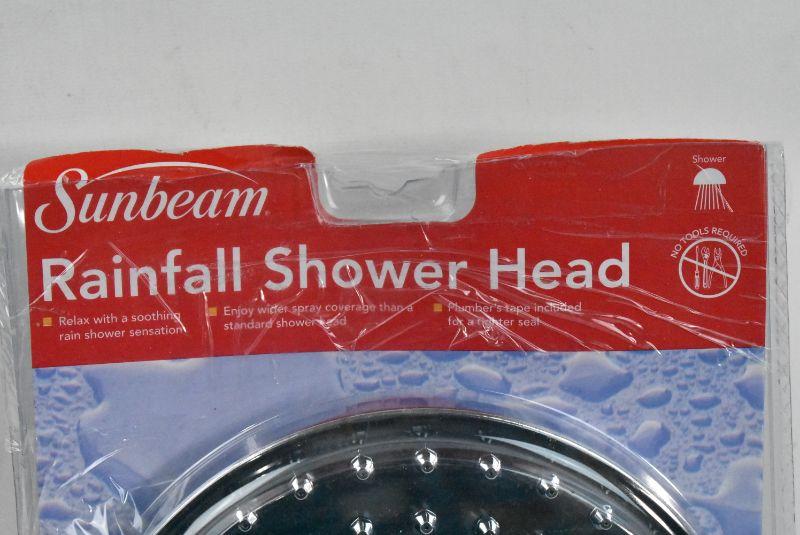 Sunbeam
Shower
NO TOOLS REQUIRED
Rainfall Shower Head
Relax with a soothing
rain shower sensation
Enjoy wider spray coverage than a
standard shower head
Plumber's tape included
for a tighter seal